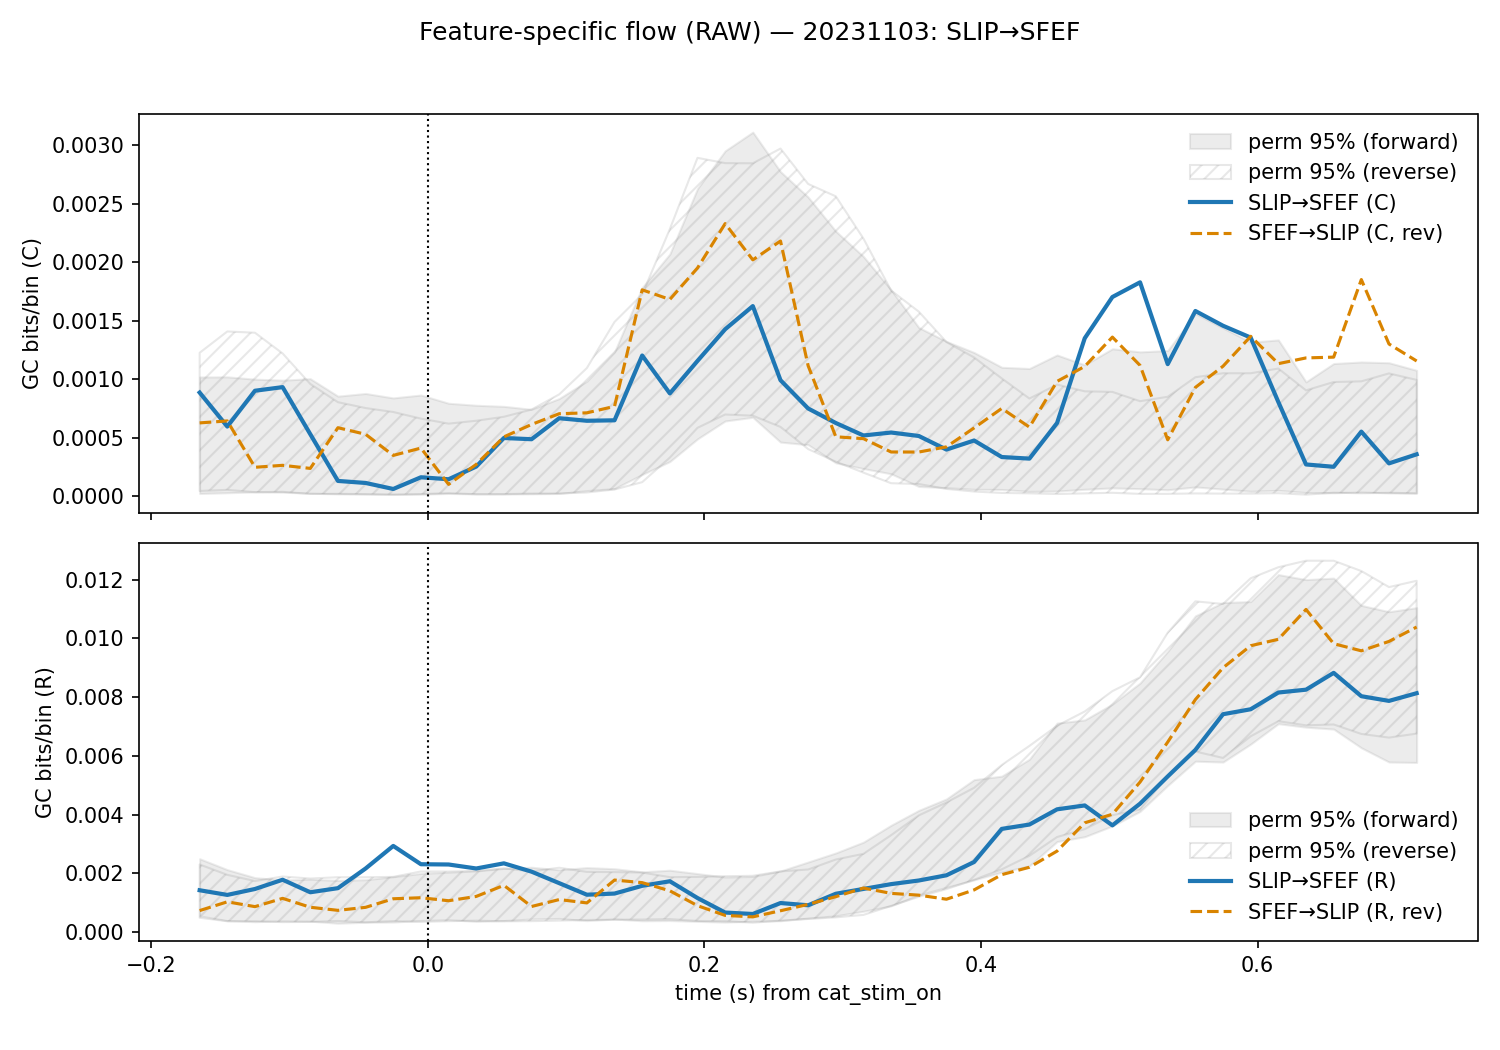 Feature-specific flow (RAW) — 20231103: SLIP→SFEF
GC bits/bin (C)
0.0030
0.0025
0.0020
0.0015
0.0010
0.0005
0.0000
perm 95% (forward)
perm 95% (reverse)
SLIP→SFEF (C)
SFEF→SLIP (C, rev)
GC bits/bin (R)
0.012
0.010
0.008
0.006
0.004
0.002
0.000
perm 95% (forward)
perm 95% (reverse)
SLIP→SFEF (R)
SFEF→SLIP (R, rev)
−0.2 0.0 0.2 0.4 0.6
time (s) from cat_stim_on